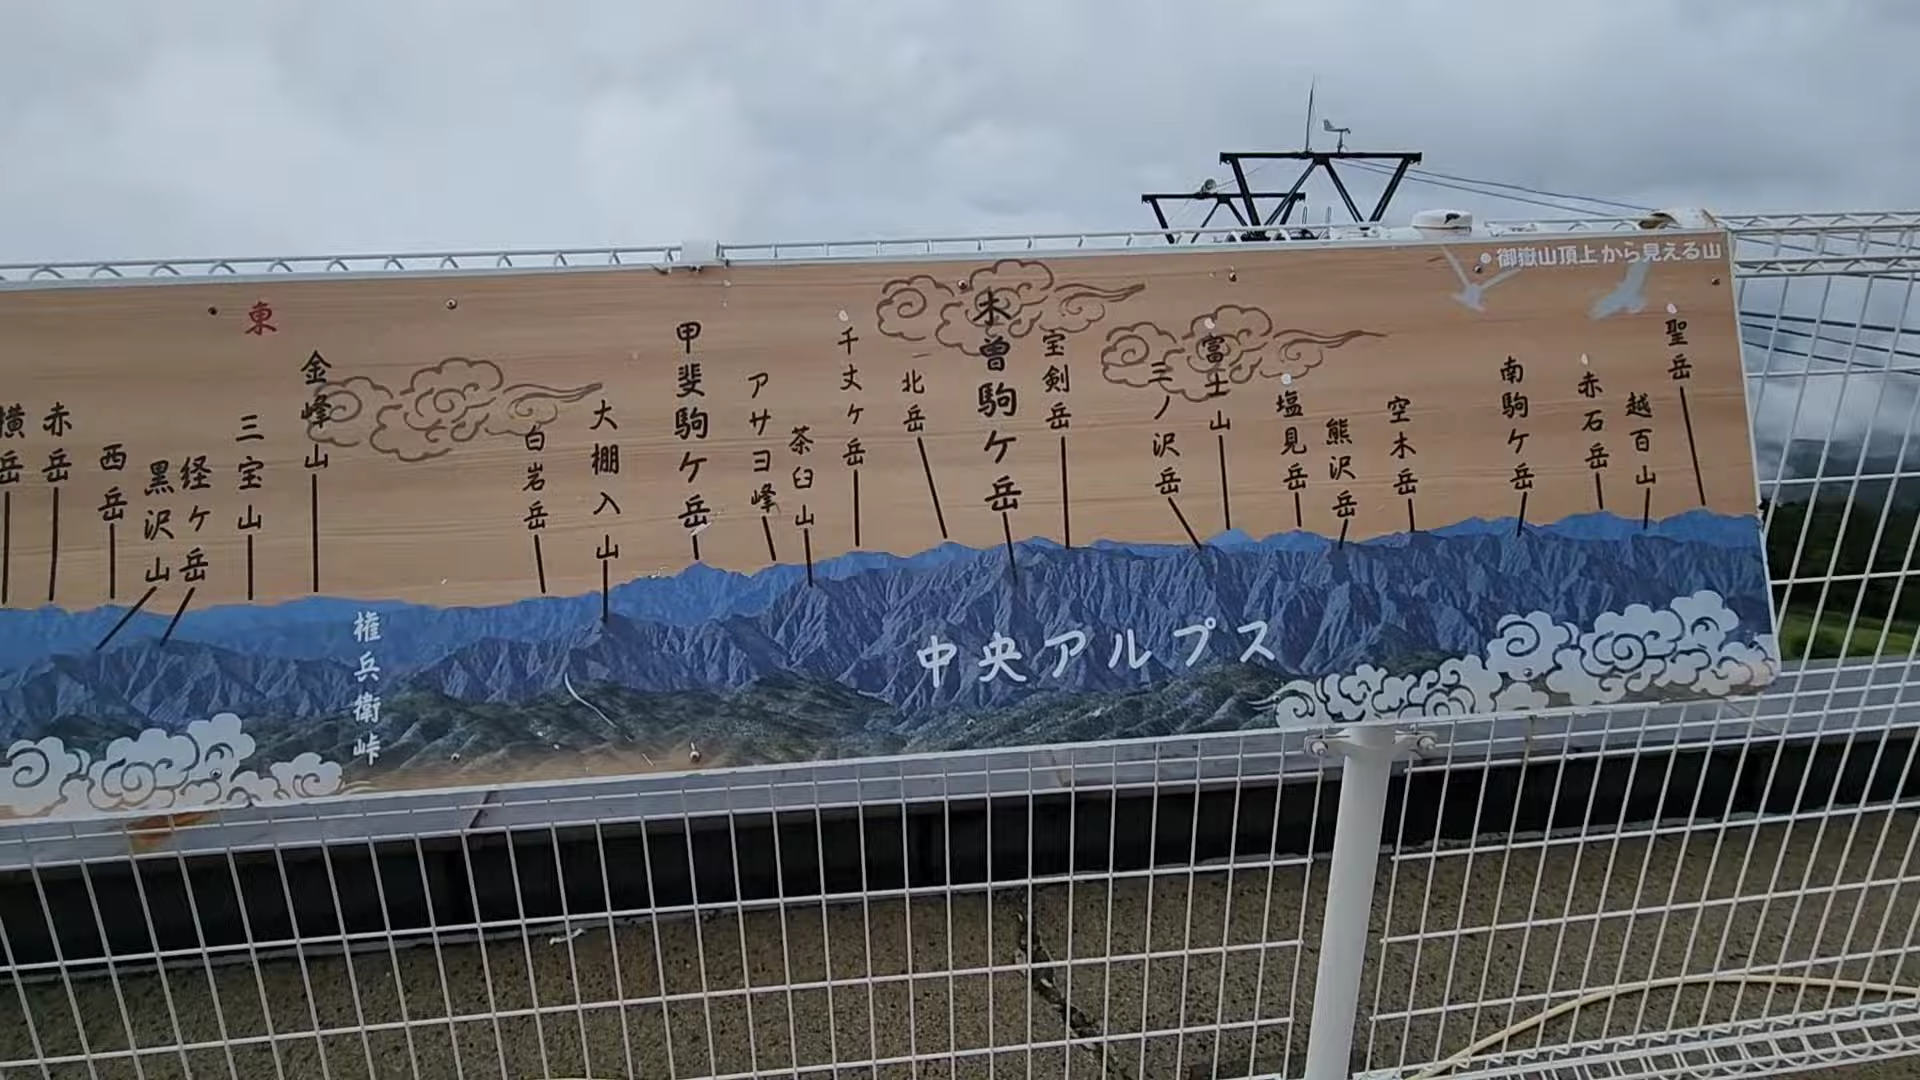 御嶽山頂上から見える山
東
横岳
赤岳
西岳
黒沢山
経ケ岳
三宝山
金峰山
権兵衛峠
白岩岳
大棚入山
甲斐駒ケ岳
アサヨ峰
茶臼山
千丈ケ岳
北岳
木曽駒ケ岳
宝剣岳
三ノ沢岳
富士山
塩見岳
熊沢岳
空木岳
南駒ケ岳
赤石岳
越百山
聖岳
中央アルプス